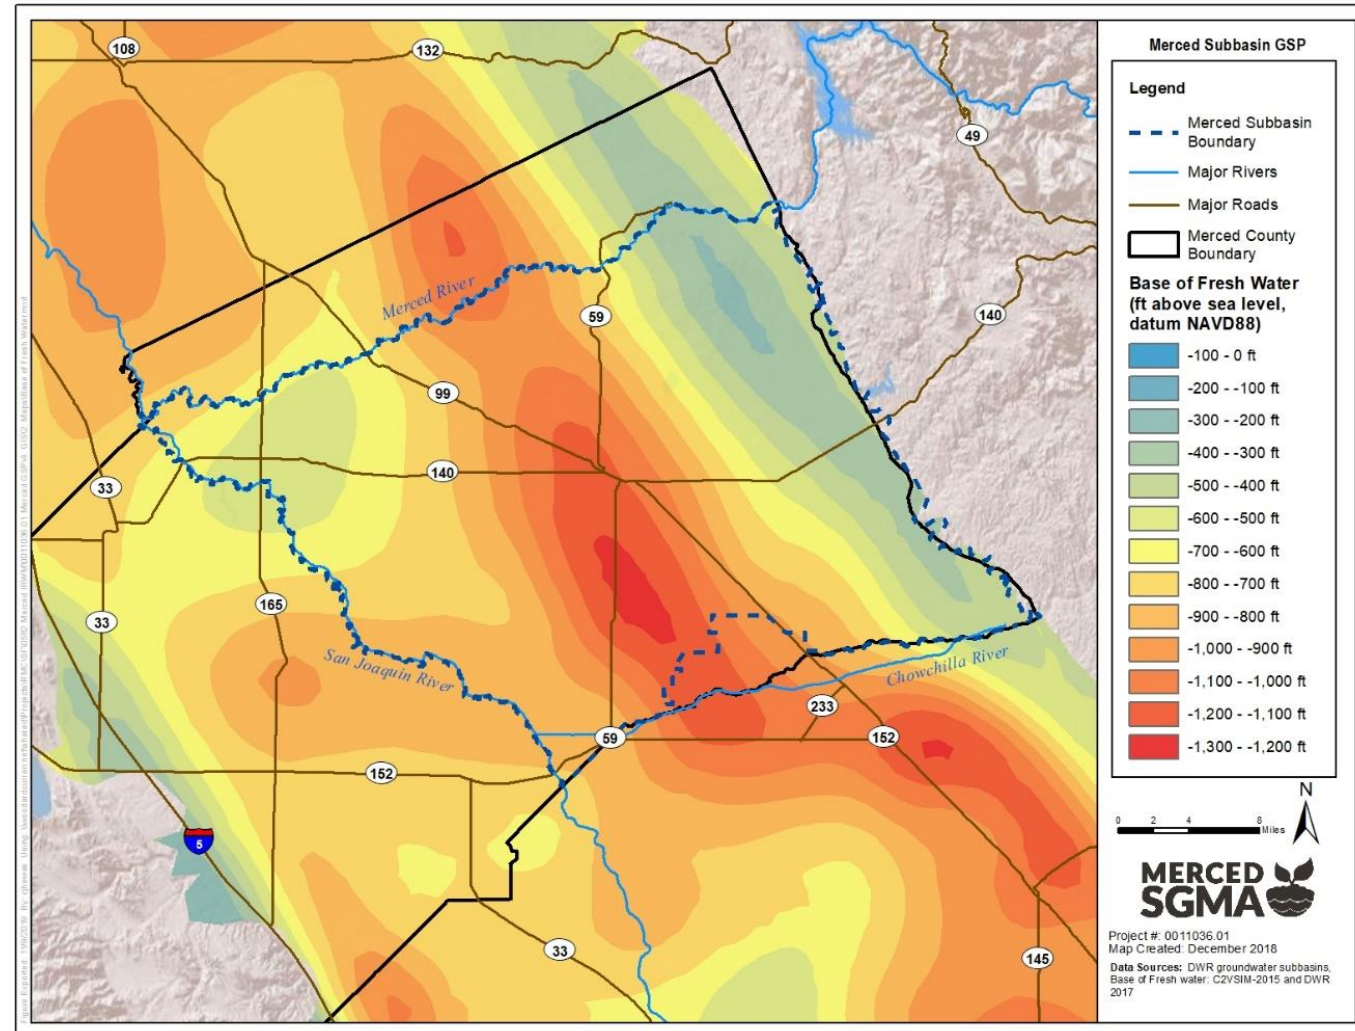 Merced Subbasin GSP
Legend
Merced Subbasin
Boundary
Major Rivers
Major Roads
Merced County
Boundary
Base of Fresh Water
(ft above sea level,
datum NAVD88)
-100 - 0 ft
-200 - -100 ft
-300 - -200 ft
-400 - -300 ft
-500 - -400 ft
-600 - -500 ft
-700 - -600 ft
-800 - -700 ft
-900 - -800 ft
-1,000 - -900 ft
-1,100 - -1,000 ft
-1,200 - -1,100 ft
-1,300 - -1,200 ft
N
0 2 4 8
Miles
MERCED
SGMA
Project #: 0011036.01
Map Created: December 2018
Data Sources: DWR groundwater subbasins,
Base of Fresh water: C2VSIM-2015 and DWR
2017
108
132
49
Merced River
59
140
99
140
33
165
33
San Joaquin River
Chowchilla River
233
59
152
152
5
33
145